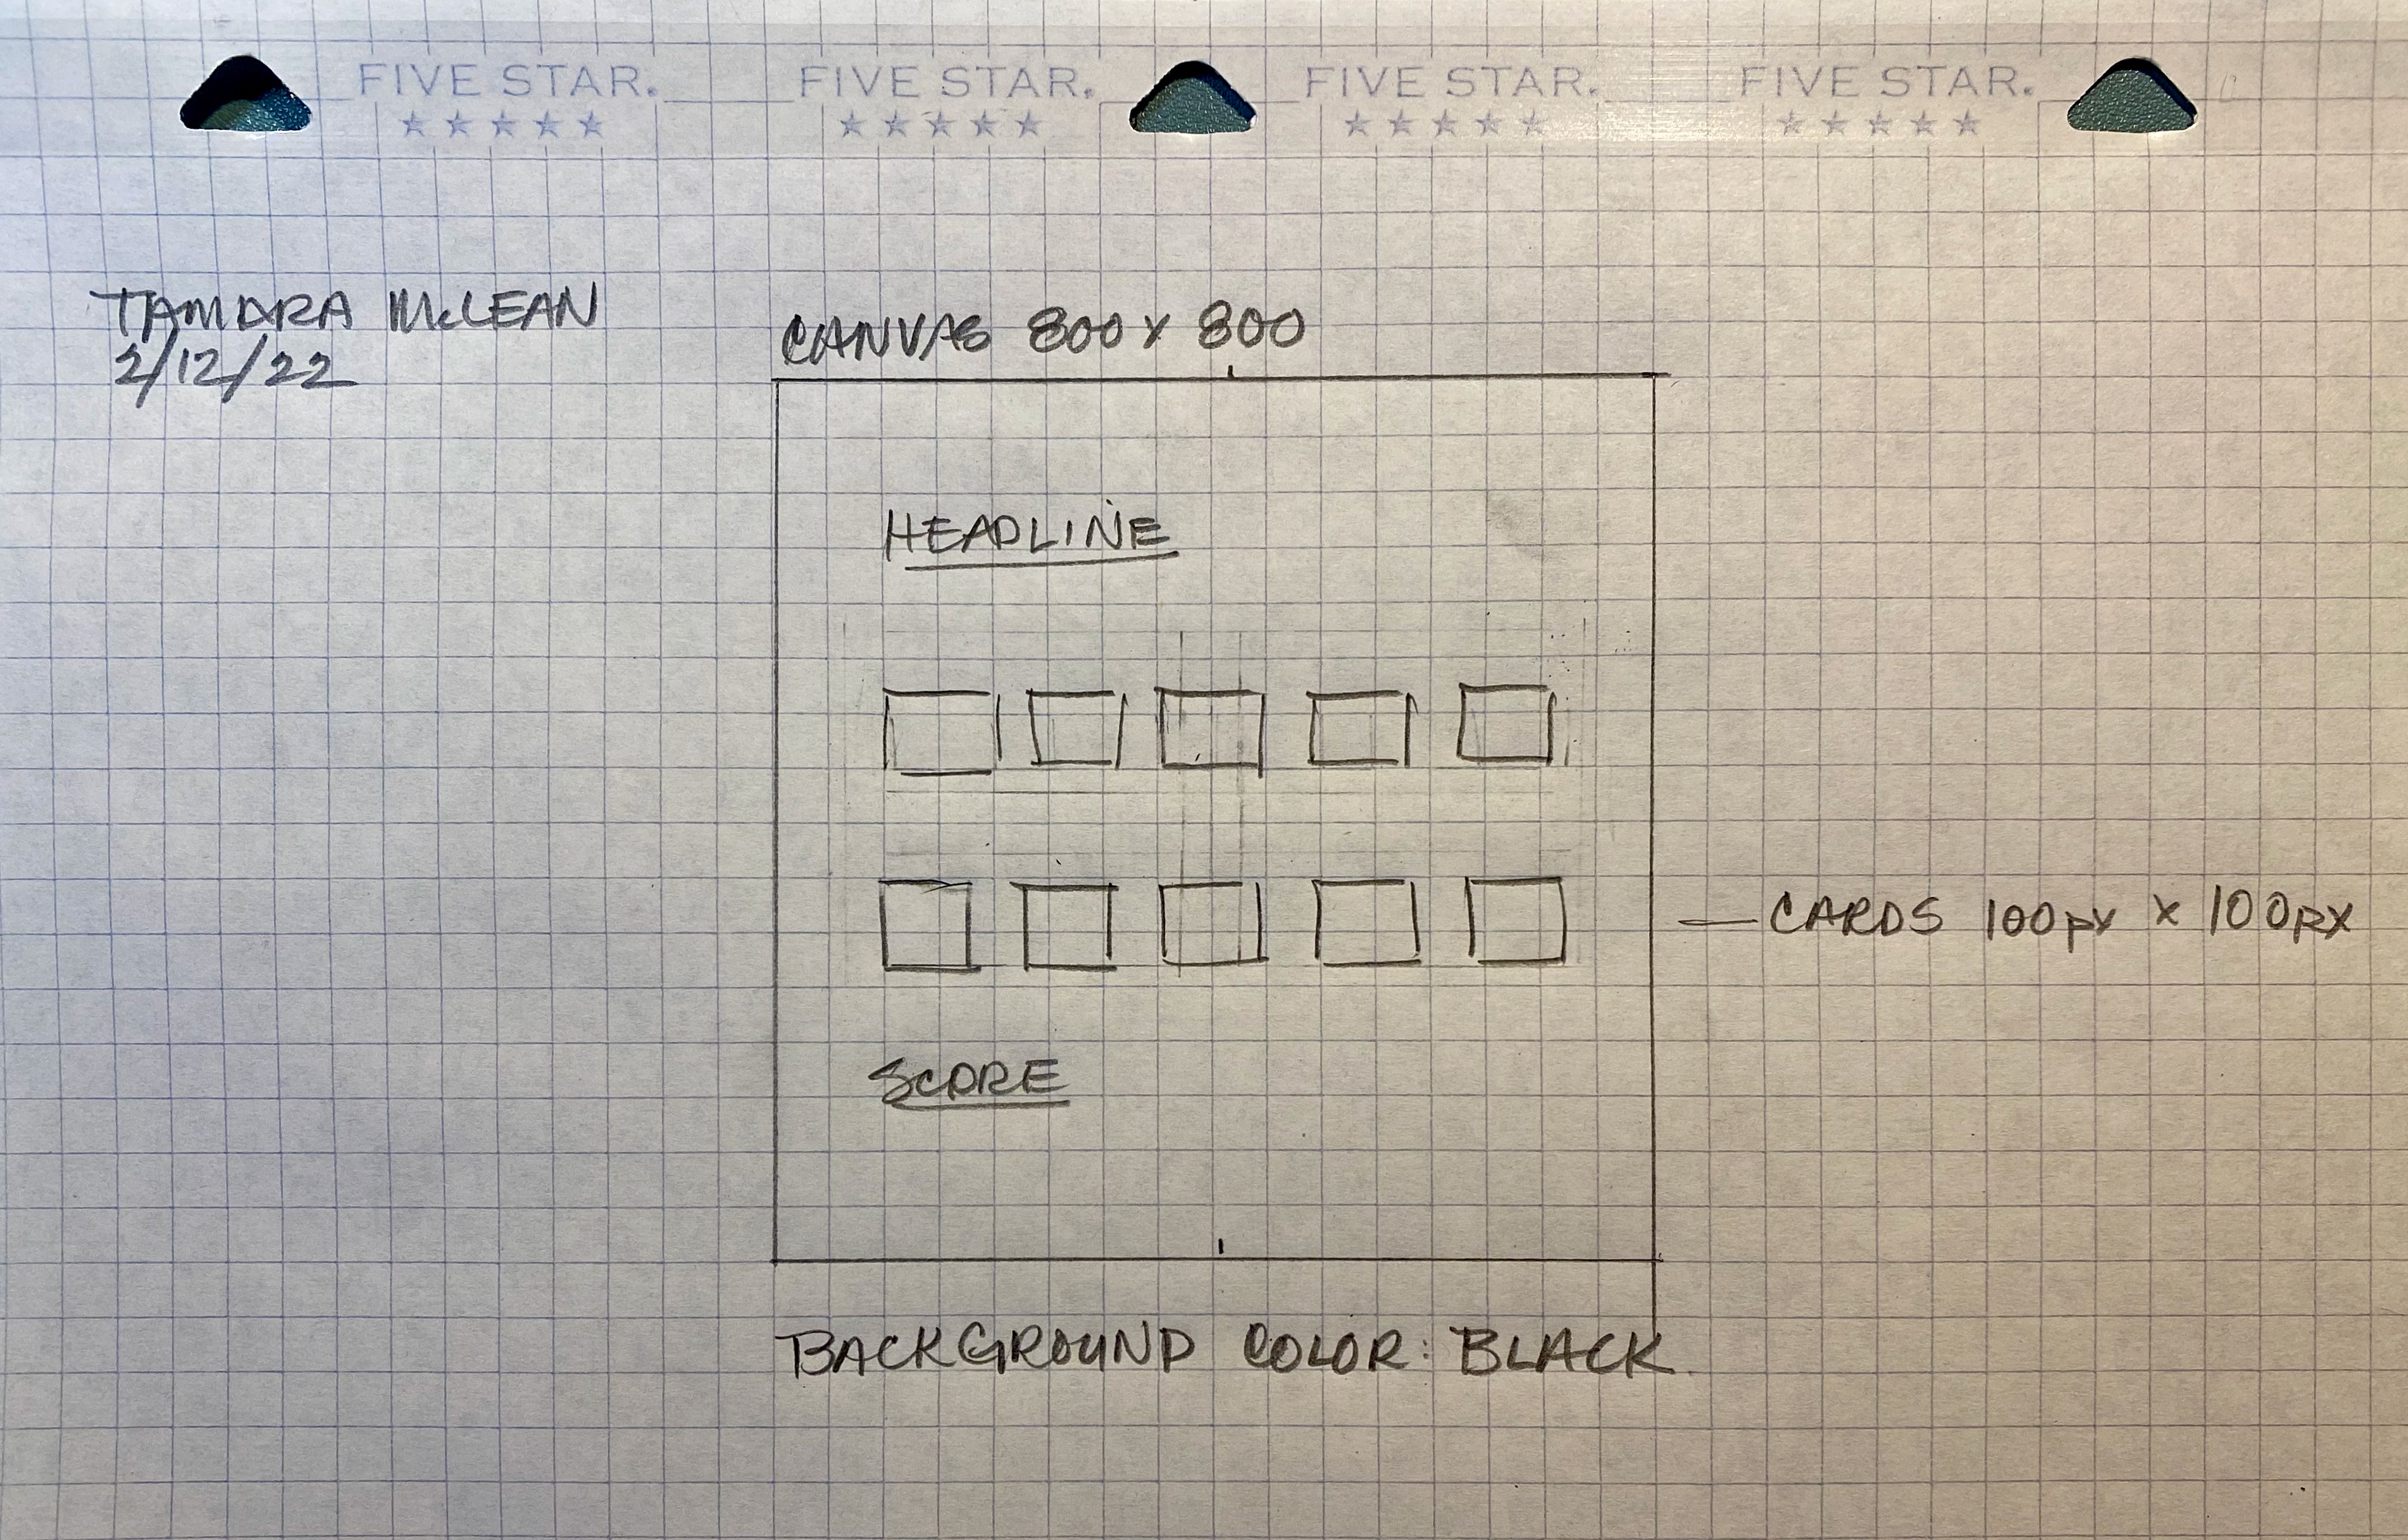 FIVE STAR. FIVE STAR. FIVE STAR. FIVE STAR.
TAMARA McLEAN
2/12/22
CANVAS 800 x 800
HEADLINE
CARDS 100px x 100px
SCORE
BACKGROUND COLOR: BLACK